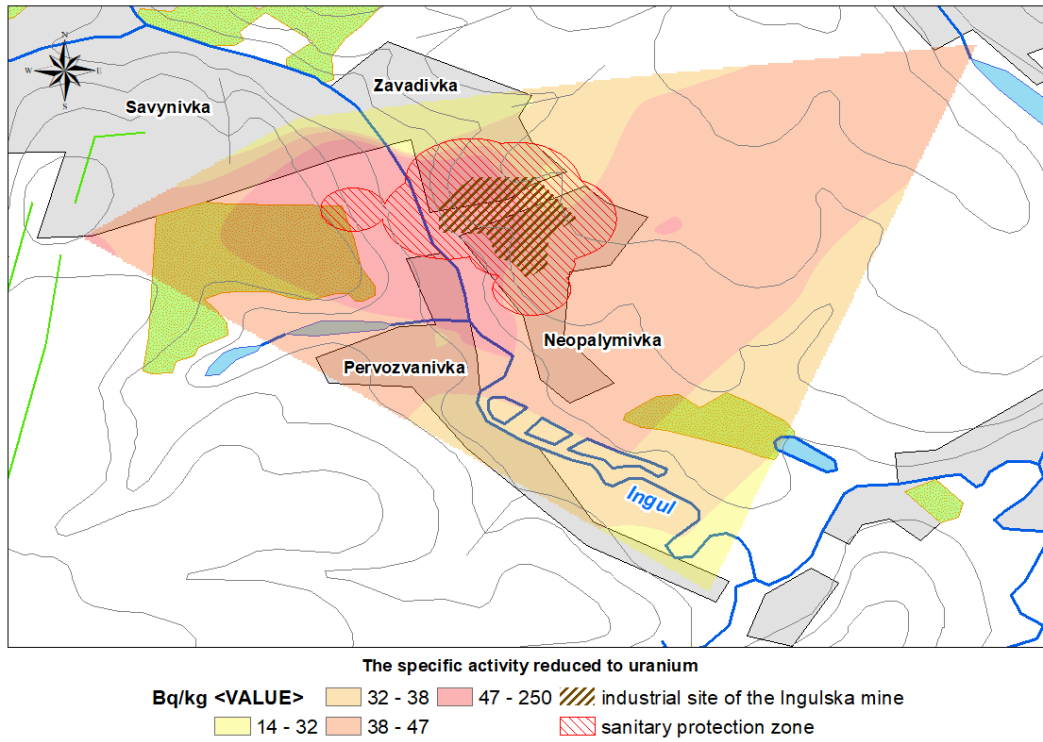 N
W
E
S
Zavadivka
Savynivka
Neopalymivka
Pervozvanivka
Ingul
The specific activity reduced to uranium
Bq/kg <VALUE>
32 - 38
47 - 250
industrial site of the Ingulska mine
14 - 32
38 - 47
sanitary protection zone